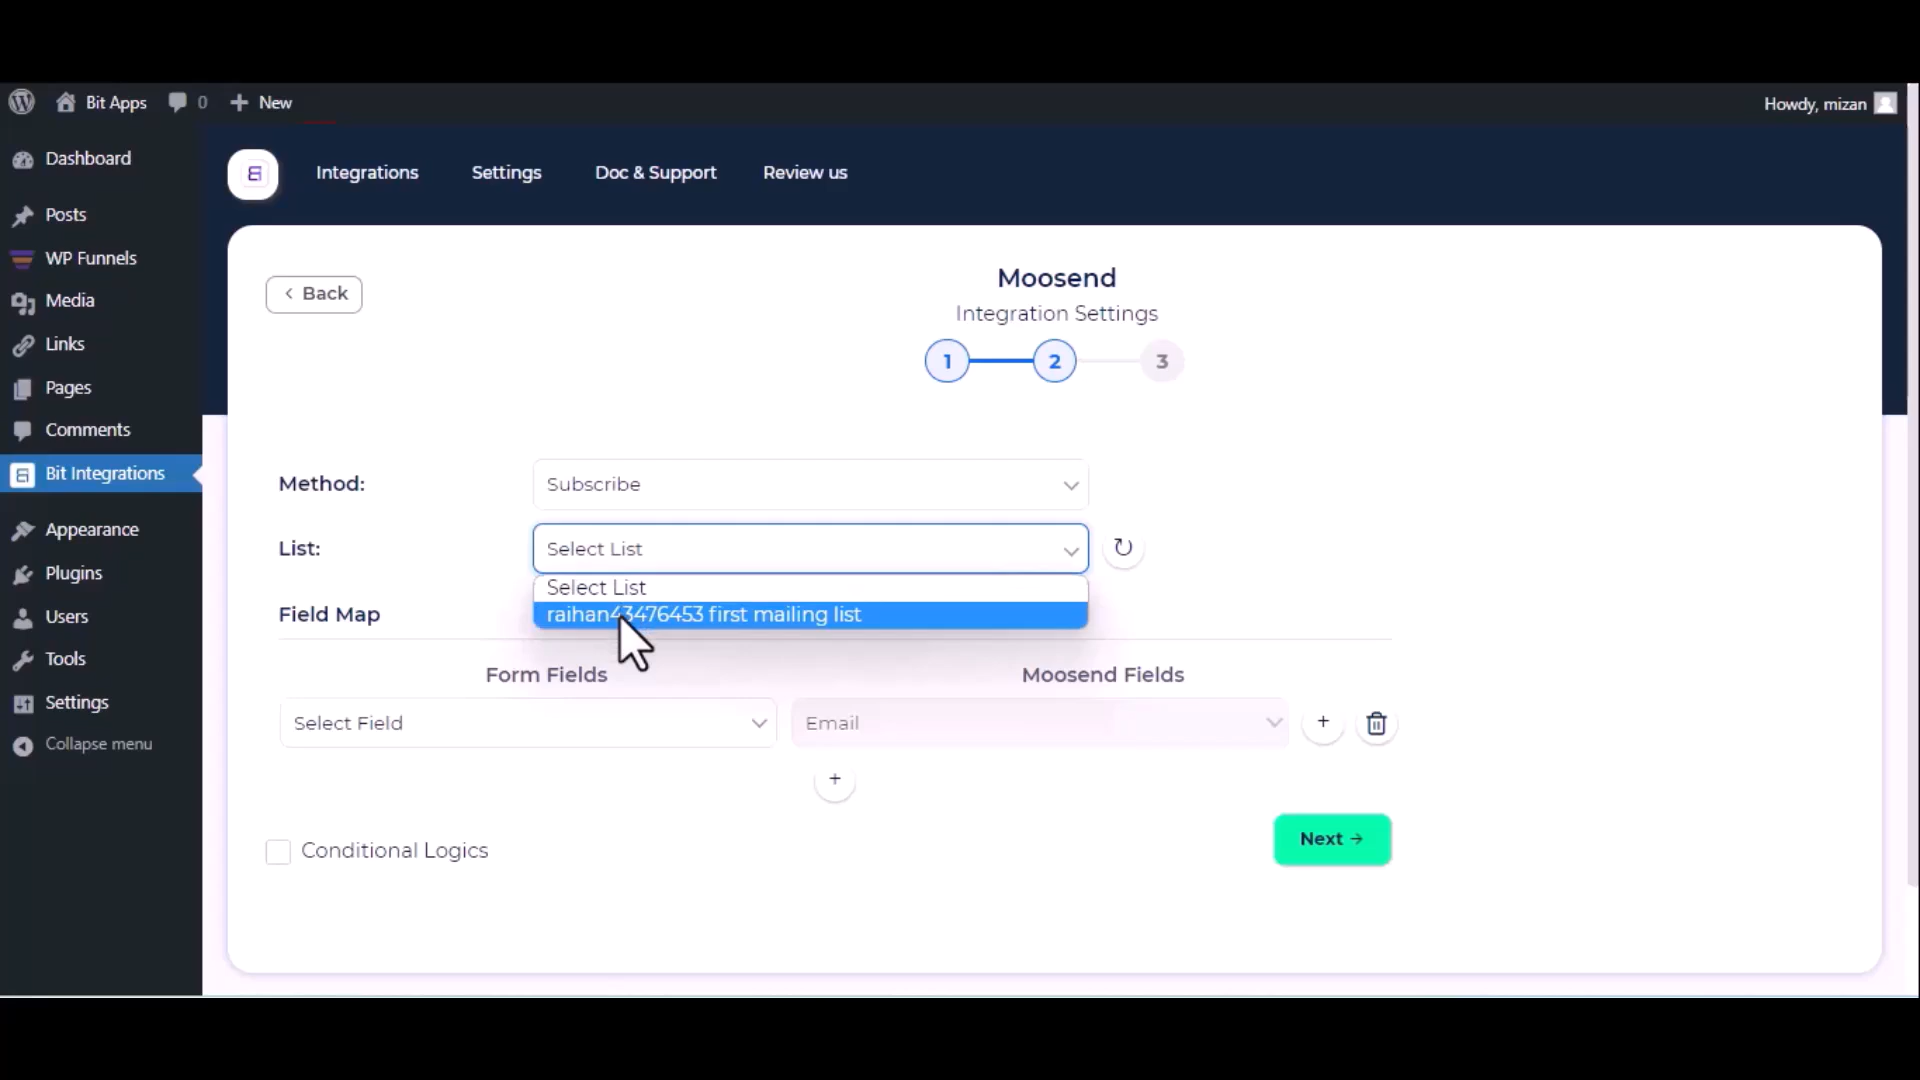 Bit Apps 0 New Howdy, mizan
Dashboard
Posts
WP Funnels
Media
Links
Pages
Comments
Bit Integrations
Appearance
Plugins
Users
Tools
Settings
Collapse menu
Integrations Settings Doc & Support Review us
Back
Moosend
Integration Settings
1 2 3
Method: Subscribe
List: Select List
Select List
raihan43476453 first mailing list
Field Map
Form Fields Moosend Fields
Select Field Email +
+
Conditional Logics
Next →